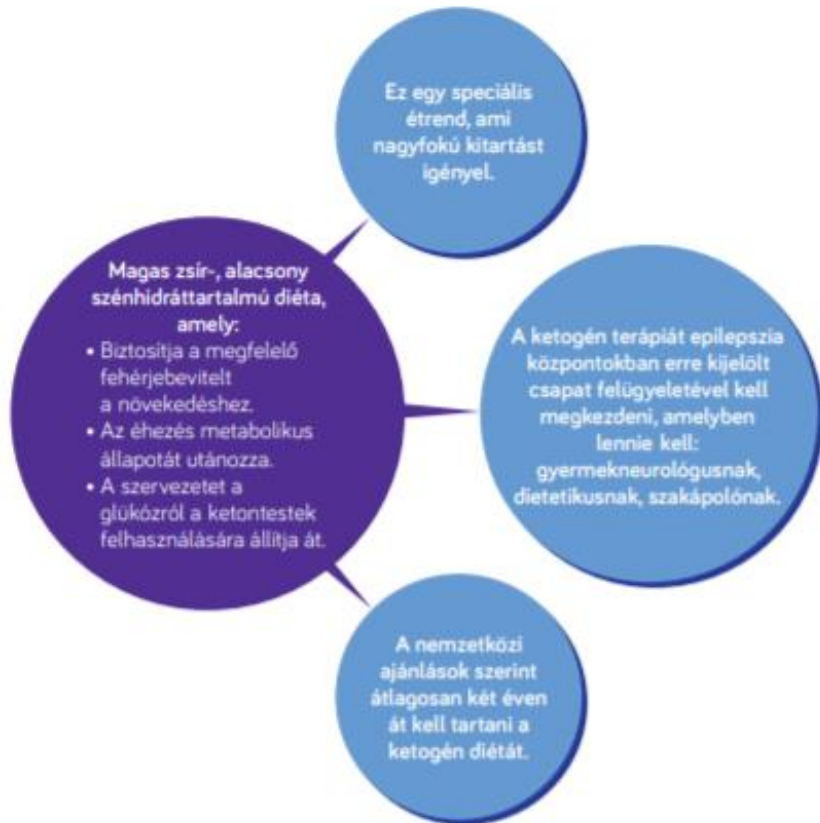 Ez egy speciális
étrend, ami
nagyfokú kitartást
igényel.
Magas zsír-, alacsony
szénhidráttartalmú diéta,
amely:
• Biztosítja a megfelelő
fehérjebevitelt
a növekedéshez.
• Az éhezés metabolikus
állapotát utánozza.
• A szervezetet a
glükózról a ketontestek
felhasználására állítja át.
A ketogén terápiát epilepszia
központokban erre kijelölt
csapat felügyeletével kell
megkezdeni, amelyben
lennie kell:
gyermekneurológusnak,
dietetikusnak, szakápolónak.
A nemzetközi
ajánlások szerint
átlagosan két éven
át kell tartani a
ketogén diétát.